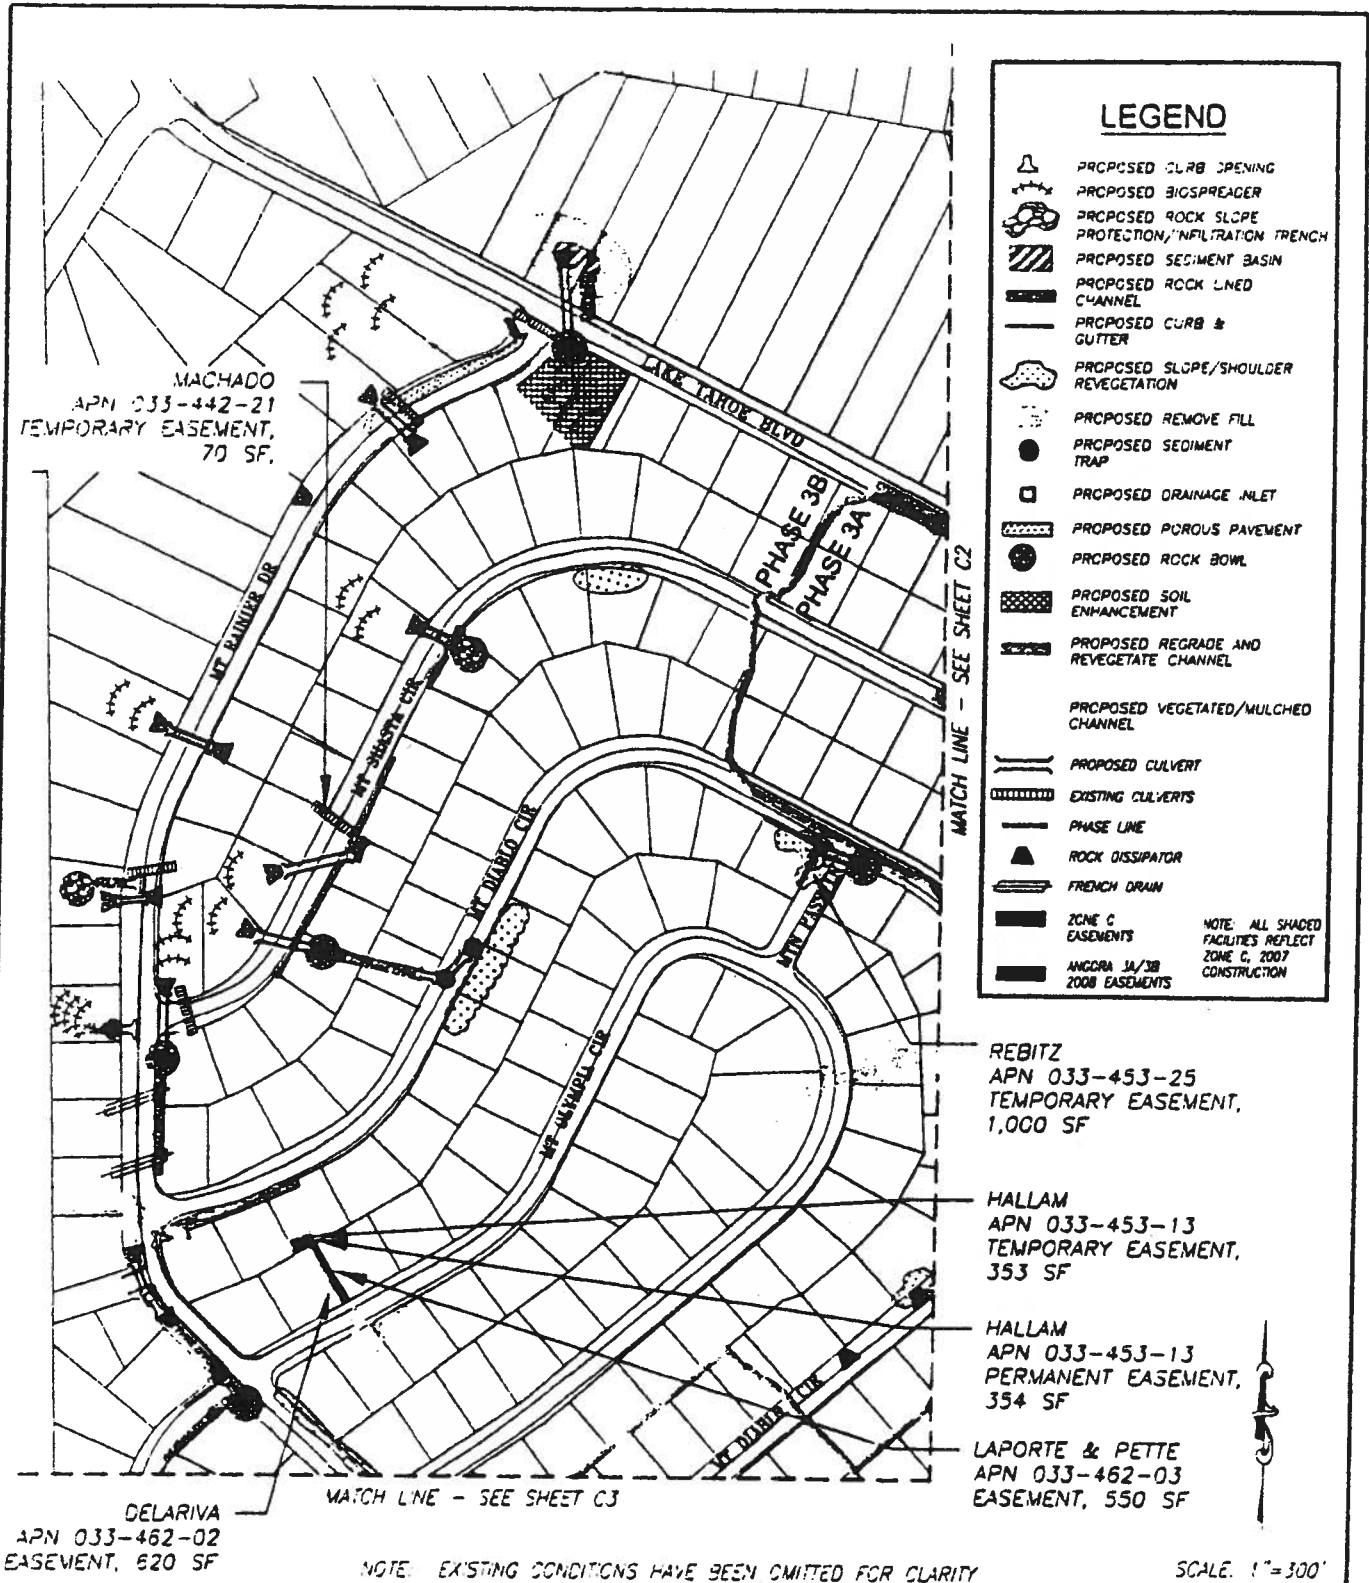 LEGEND
PROPOSED CURB OPENING
PROPOSED BIOSPREADER
PROPOSED ROCK SLOPE
PROTECTION/INFILTRATION TRENCH
PROPOSED SEDIMENT BASIN
PROPOSED ROCK LINED
CHANNEL
PROPOSED CURB &
GUTTER
PROPOSED SLOPE/SHOULDER
REVEGETATION
PROPOSED REMOVE FILL
PROPOSED SEDIMENT
TRAP
PROPOSED DRAINAGE INLET
PROPOSED POROUS PAVEMENT
PROPOSED ROCK BOWL
PROPOSED SOIL
ENHANCEMENT
PROPOSED REGRADE AND
REVEGETATE CHANNEL
PROPOSED VEGETATED/MULCHED
CHANNEL
PROPOSED CULVERT
EXISTING CULVERTS
PHASE LINE
ROCK DISSIPATOR
FRENCH DRAIN
ZONE C
EASEMENTS
ANGORA 3A/3B
2008 EASEMENTS
NOTE: ALL SHADED
FACILITIES REFLECT
ZONE C, 2007
CONSTRUCTION
MACHADO
APN 033-442-21
TEMPORARY EASEMENT,
70 SF.
LAKE TAHOE BLVD
PHASE 3B
PHASE 3A
MATCH LINE - SEE SHEET C2
MT RAINIER DR
MT SHASTA CIR
MT DIABLO CIR
MTN PASS
MT OLYMPIA CIR
MT DIABLO CIR
REBITZ
APN 033-453-25
TEMPORARY EASEMENT,
1,000 SF
HALLAM
APN 033-453-13
TEMPORARY EASEMENT,
353 SF
HALLAM
APN 033-453-13
PERMANENT EASEMENT,
354 SF
LAPORTE & PETTE
APN 033-462-03
EASEMENT, 550 SF
MATCH LINE - SEE SHEET C3
DELARIVA
APN 033-462-02
EASEMENT, 620 SF
NOTE: EXISTING CONDITIONS HAVE BEEN OMITTED FOR CLARITY
SCALE: 1"=300'